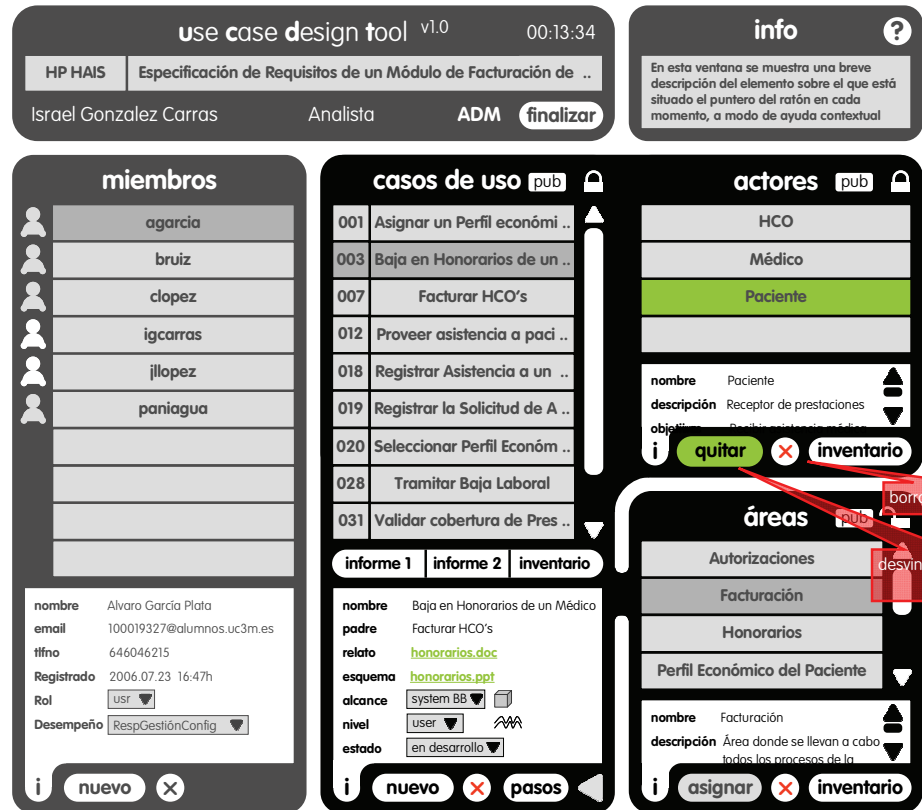 use case design tool v1.0 00:13:34
HP HAIS Especificación de Requisitos de un Módulo de Facturación de ..
Israel Gonzalez Carras Analista ADM finalizar
info ?
En esta ventana se muestra una breve
descripción del elemento sobre el que está
situado el puntero del ratón en cada
momento, a modo de ayuda contextual
miembros
agarcia
bruiz
clopez
igcarras
jllopez
paniagua
nombre Alvaro García Plata
email 100019327@alumnos.uc3m.es
tlfno 646046215
Registrado 2006.07.23 16:47h
Rol usr
Desempeño RespGestiónConfig
i nuevo
casos de uso pub
001 Asignar un Perfil económi ..
003 Baja en Honorarios de un ..
007 Facturar HCO's
012 Proveer asistencia a paci ..
018 Registrar Asistencia a un ..
019 Registrar la Solicitud de A ..
020 Seleccionar Perfil Económ ..
028 Tramitar Baja Laboral
031 Validar cobertura de Pres ..
informe 1 informe 2 inventario
nombre Baja en Honorarios de un Médico
padre Facturar HCO's
relato honorarios.doc
esquema honorarios.ppt
alcance system BB
nivel user
estado en desarrollo
i nuevo pasos
actores pub
HCO
Médico
Paciente
nombre Paciente
descripción Receptor de prestaciones
i quitar inventario
borr
desvin
áreas pub
Autorizaciones
Facturación
Honorarios
Perfil Económico del Paciente
nombre Facturación
descripción Área donde se llevan a cabo
todos los procesos de la
i asignar inventario